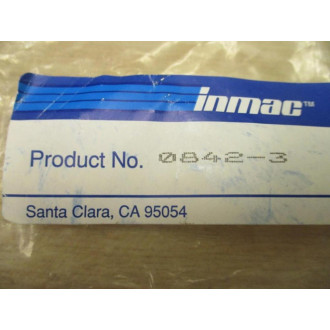 inmac™
Product No. 0842-3
Santa Clara, CA 95054